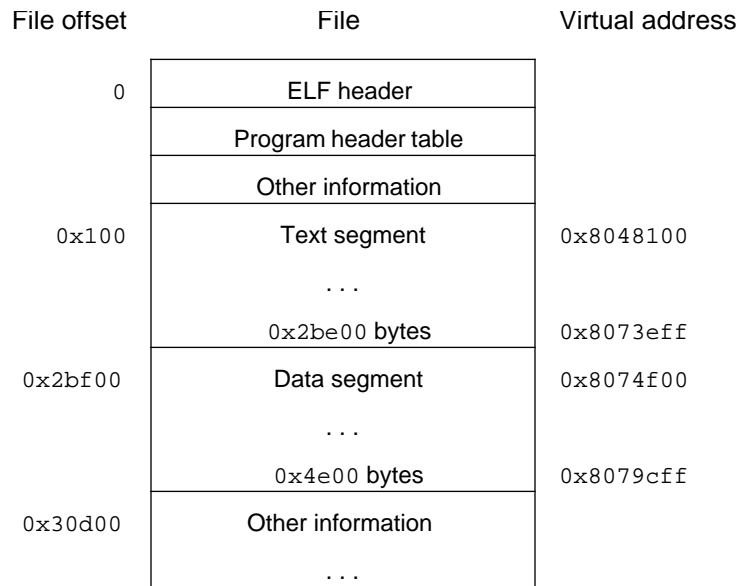 File offset File Virtual address
0 ELF header
Program header table
Other information
0x100 Text segment 0x8048100
...
0x2be00 bytes 0x8073eff
0x2bf00 Data segment 0x8074f00
...
0x4e00 bytes 0x8079cff
0x30d00 Other information
...